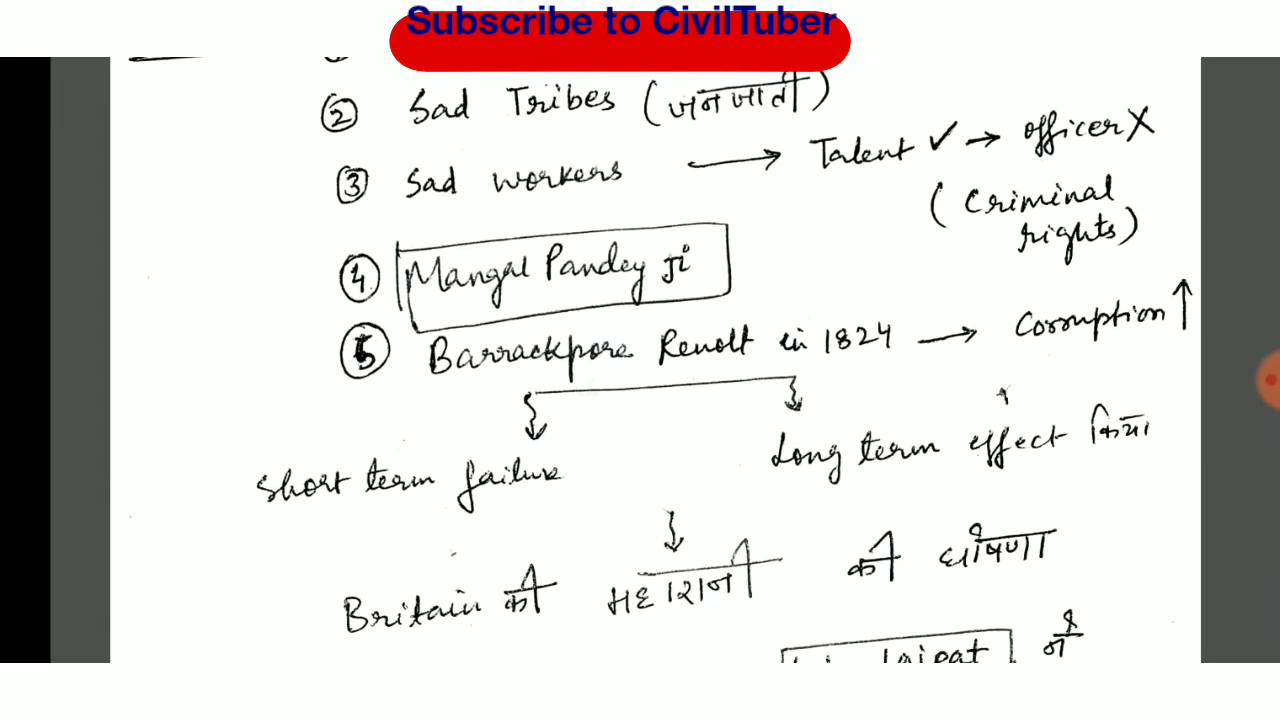 Subscribe to CivilTuber
② Sad Tribes (जनजाती)
③ Sad workers → Talent ✓ → officer X
(Criminal rights)
④ Mangal Pandey ji
⑤ Barrackpore Revolt in 1824 → Corruption ↑
Short term failure
Long term effect किया
Britain की महारानी की घोषणा
ने